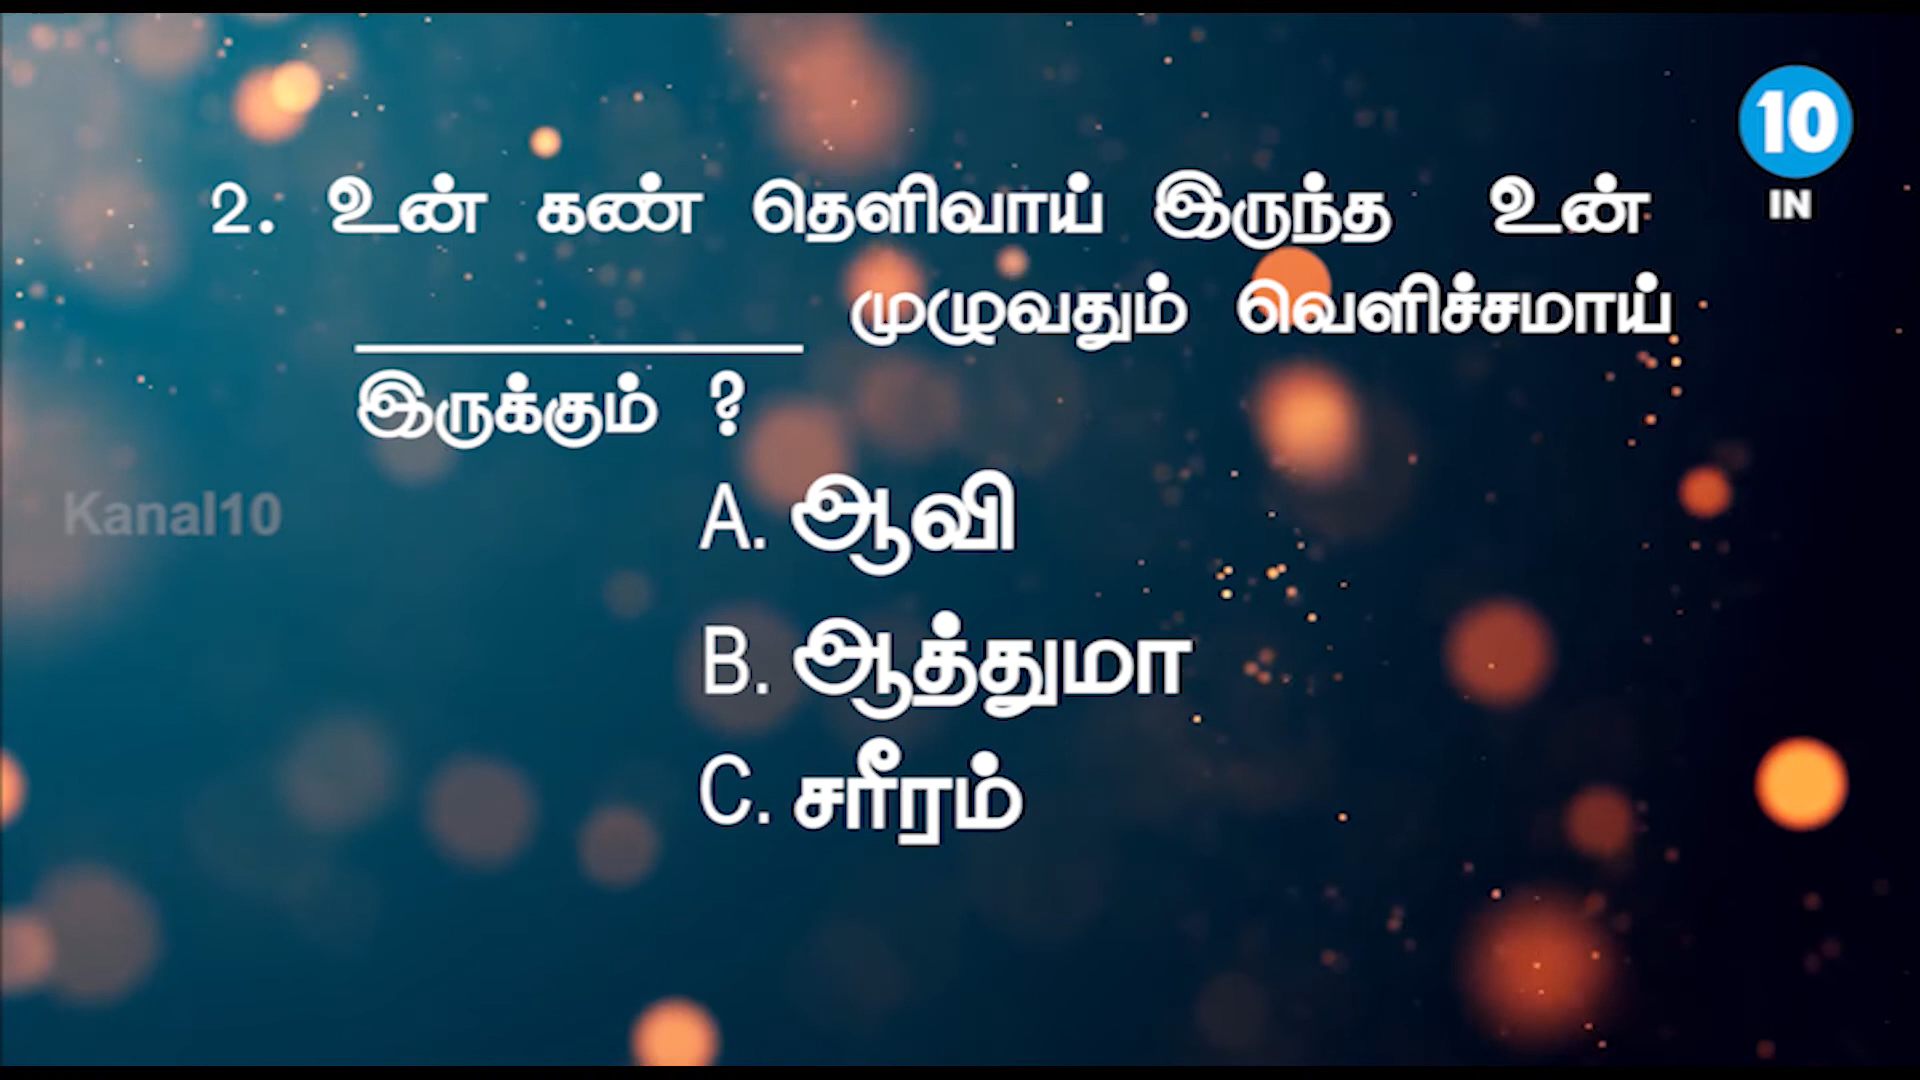 10
IN
2. உன் கண் தெளிவாய் இருந்த உன்
__________ முழுவதும் வெளிச்சமாய்
இருக்கும் ?
Kanal10
A. ஆவி
B. ஆத்துமா
C. சரீரம்